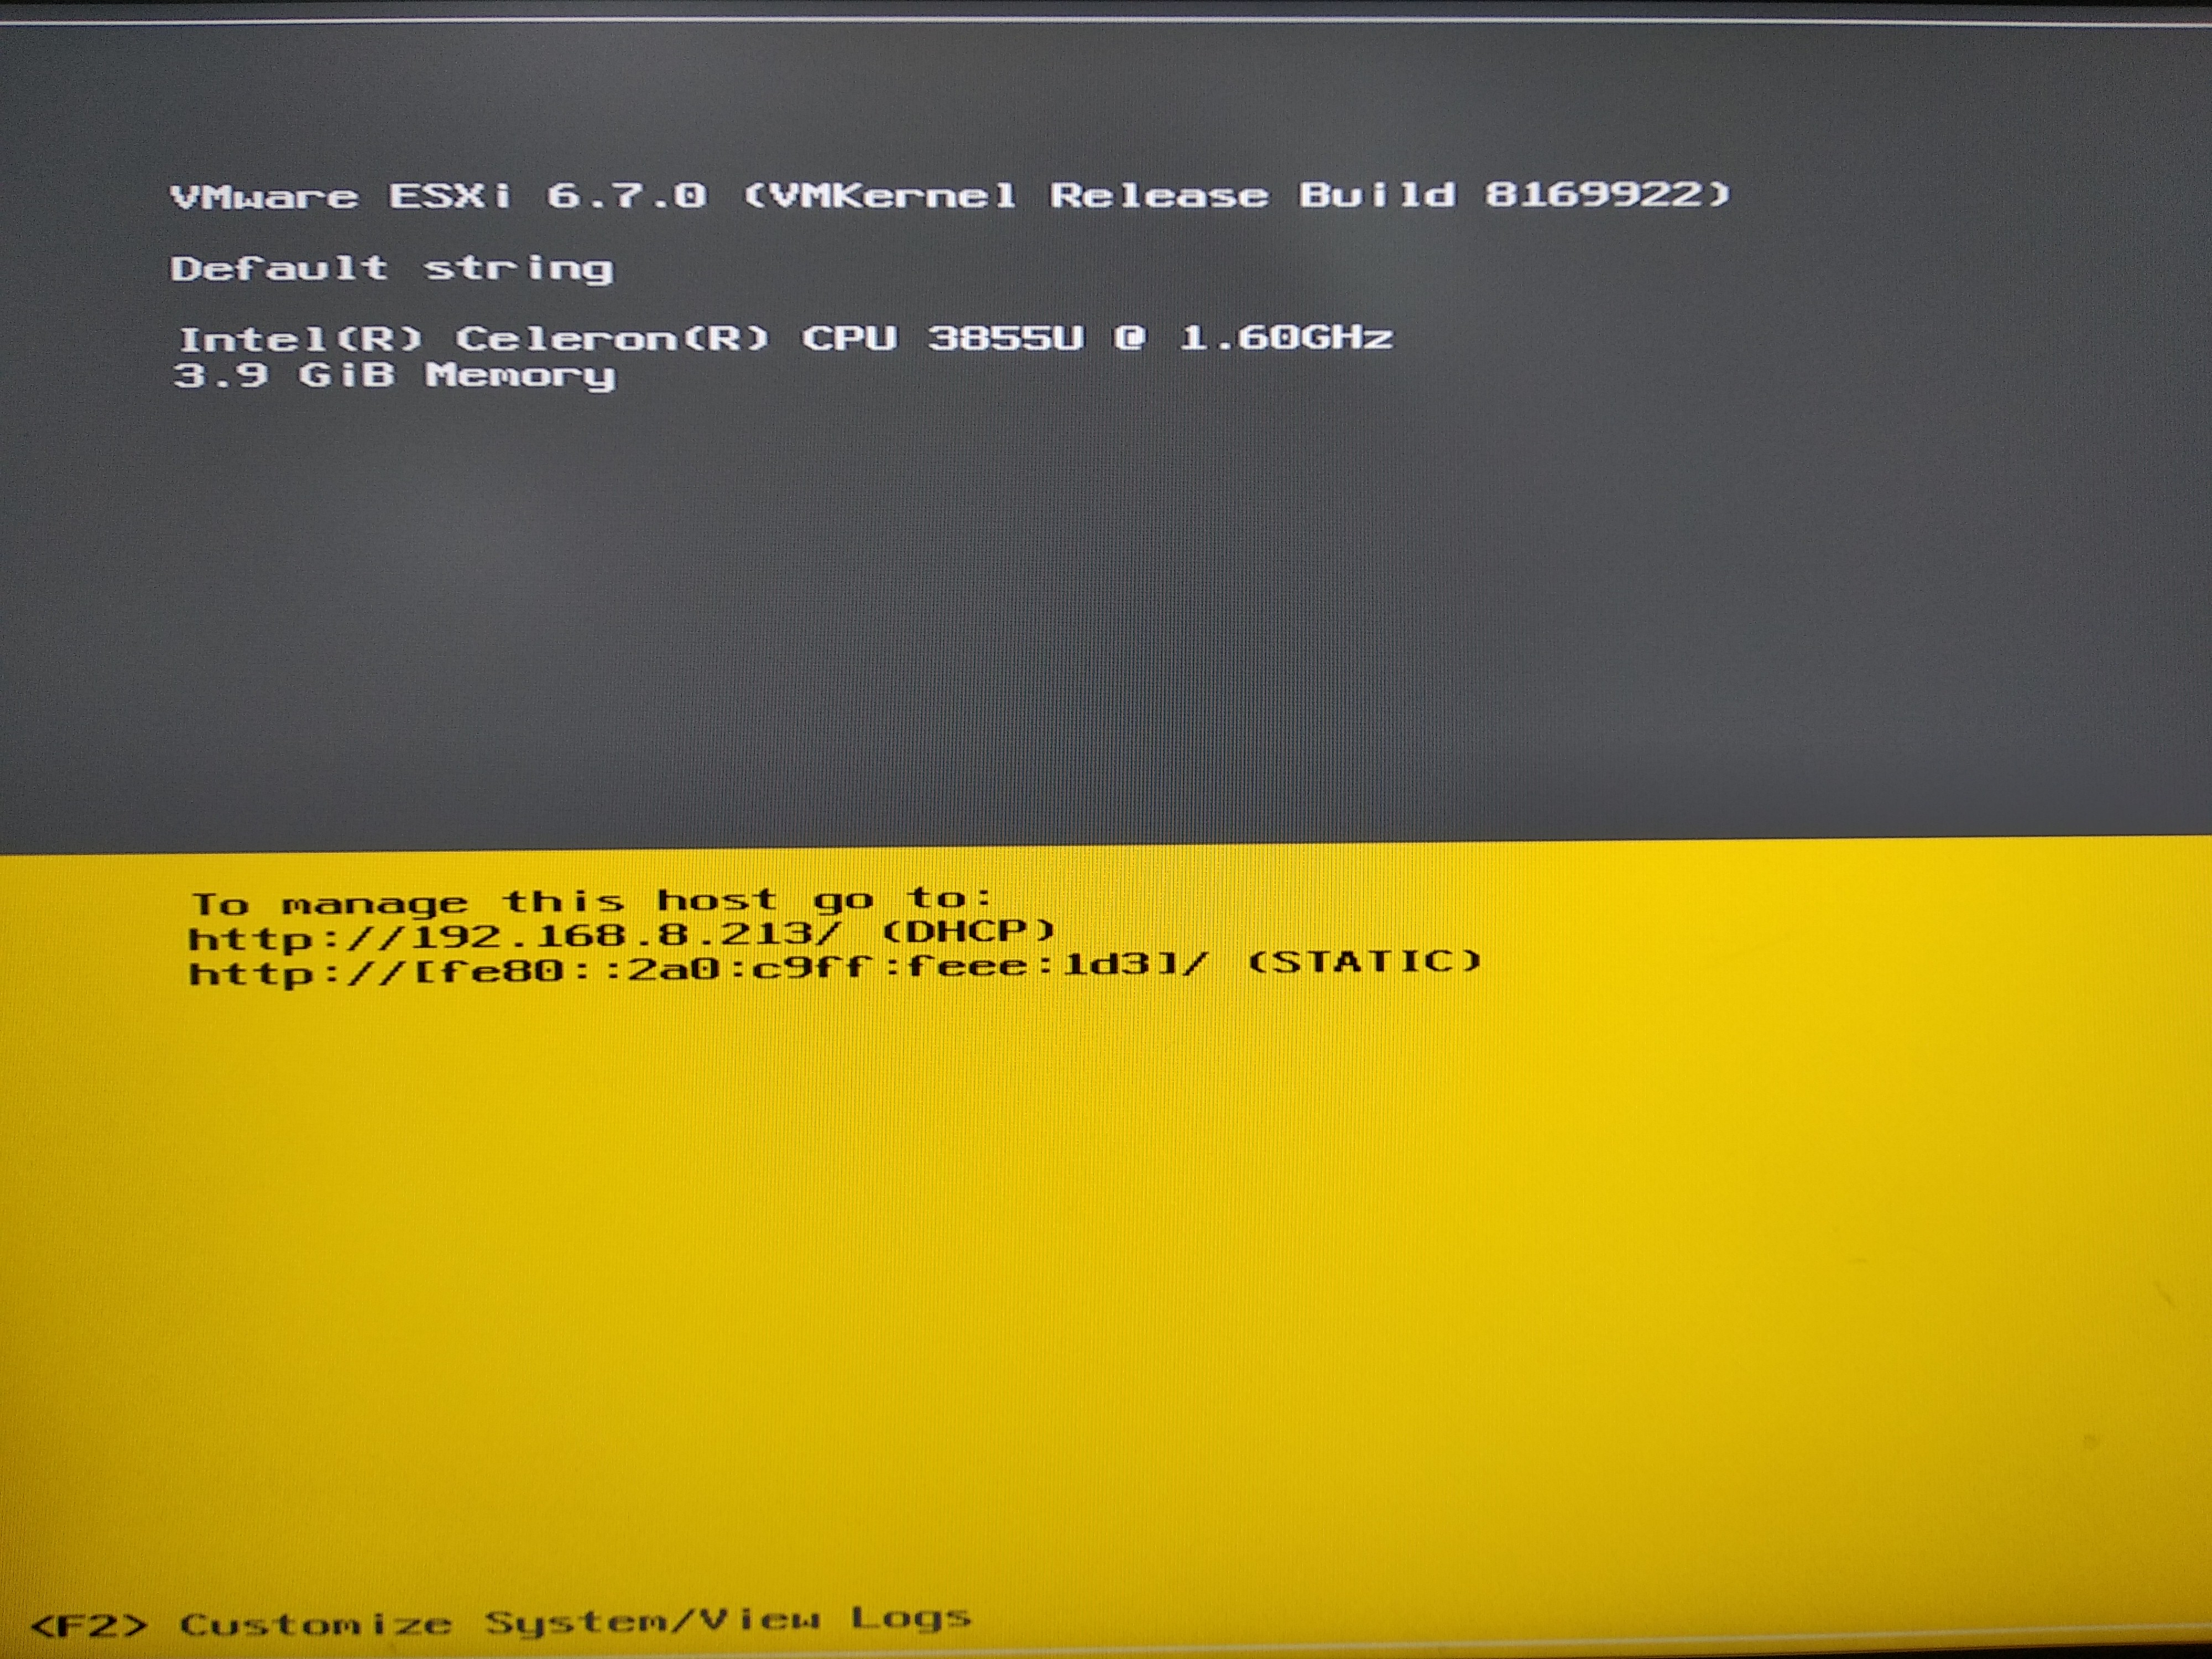 VMware ESXi 6.7.0 (VMKernel Release Build 8169922)
Default string
Intel(R) Celeron(R) CPU 3855U @ 1.60GHz
3.9 GiB Memory
To manage this host go to:
http://192.168.8.213/ (DHCP)
http://[fe80::2a0:c9ff:feee:1d3]/ (STATIC)
<F2> Customize System/View Logs